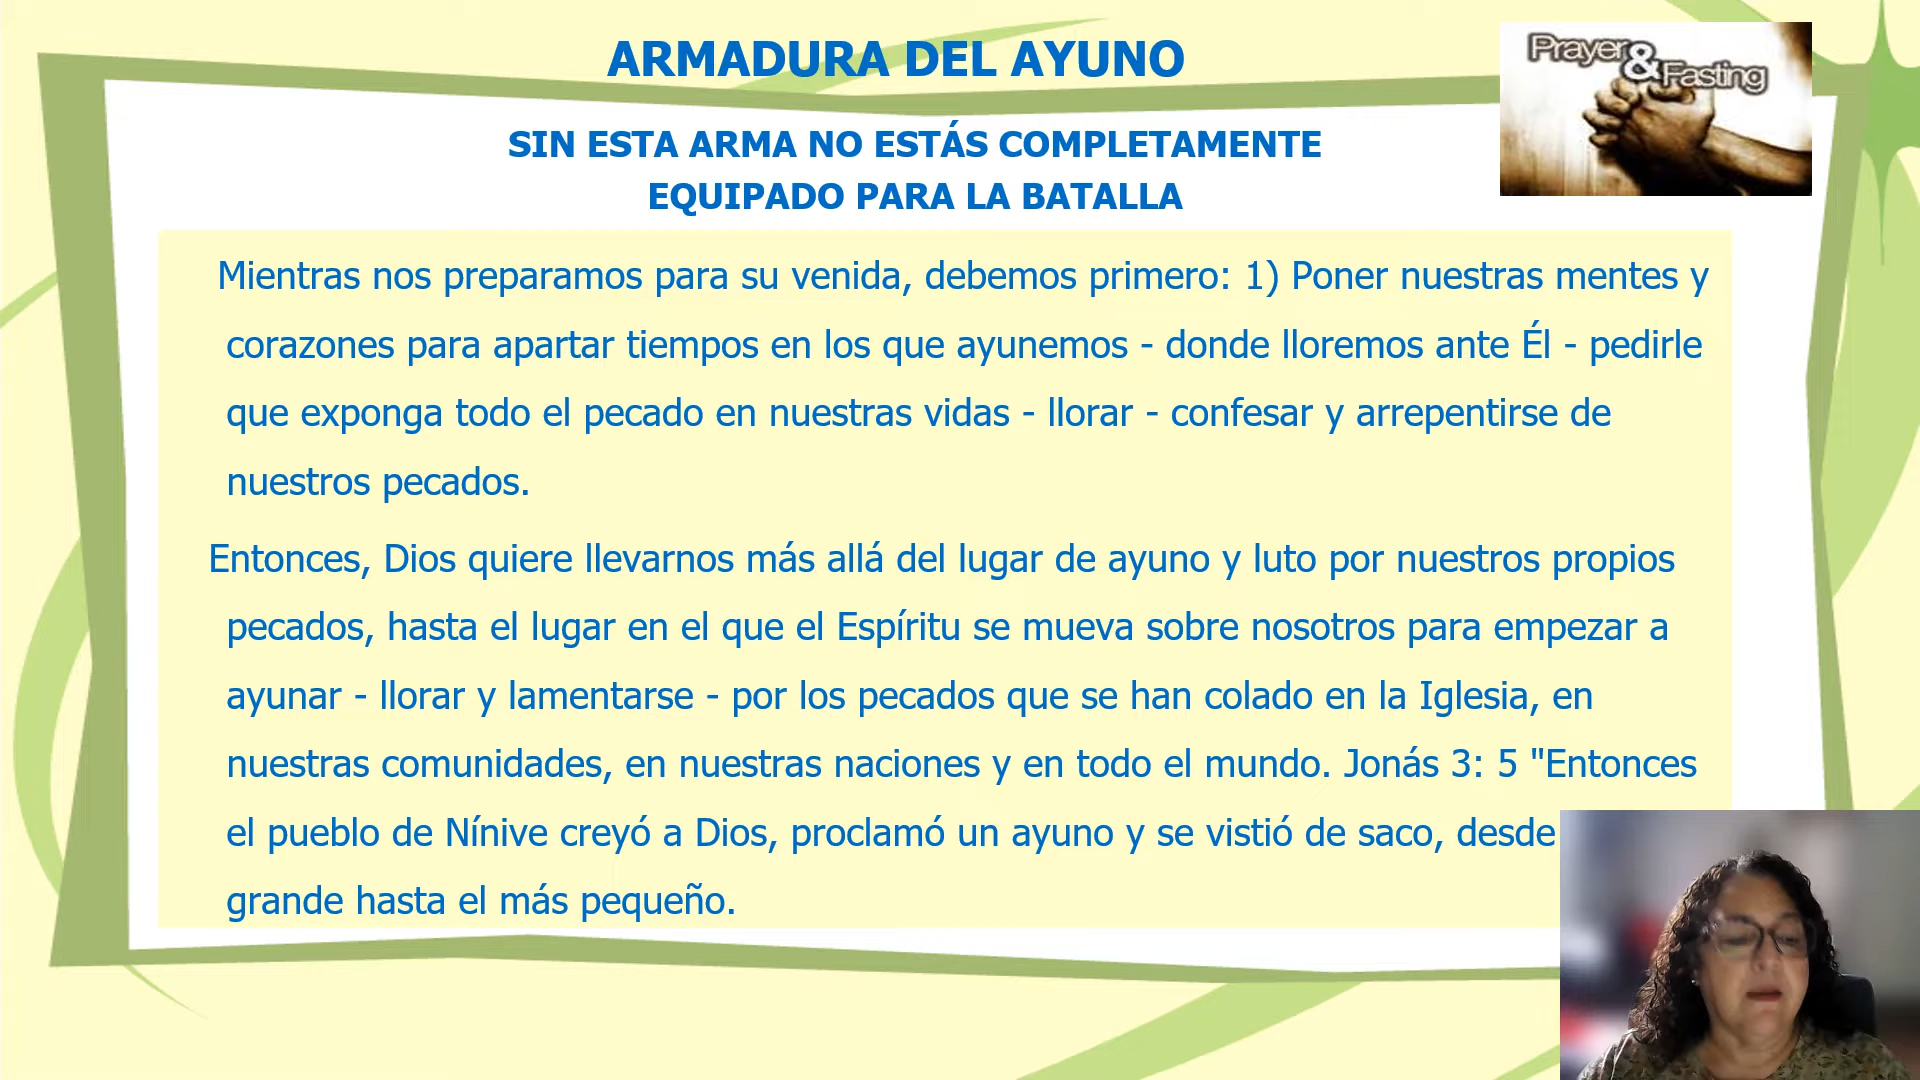 ARMADURA DEL AYUNO
Prayer & Fasting
SIN ESTA ARMA NO ESTÁS COMPLETAMENTE
EQUIPADO PARA LA BATALLA
Mientras nos preparamos para su venida, debemos primero: 1) Poner nuestras mentes y
corazones para apartar tiempos en los que ayunemos - donde lloremos ante Él - pedirle
que exponga todo el pecado en nuestras vidas - llorar - confesar y arrepentirse de
nuestros pecados.
Entonces, Dios quiere llevarnos más allá del lugar de ayuno y luto por nuestros propios
pecados, hasta el lugar en el que el Espíritu se mueva sobre nosotros para empezar a
ayunar - llorar y lamentarse - por los pecados que se han colado en la Iglesia, en
nuestras comunidades, en nuestras naciones y en todo el mundo. Jonás 3: 5 "Entonces
el pueblo de Nínive creyó a Dios, proclamó un ayuno y se vistió de saco, desde
grande hasta el más pequeño.